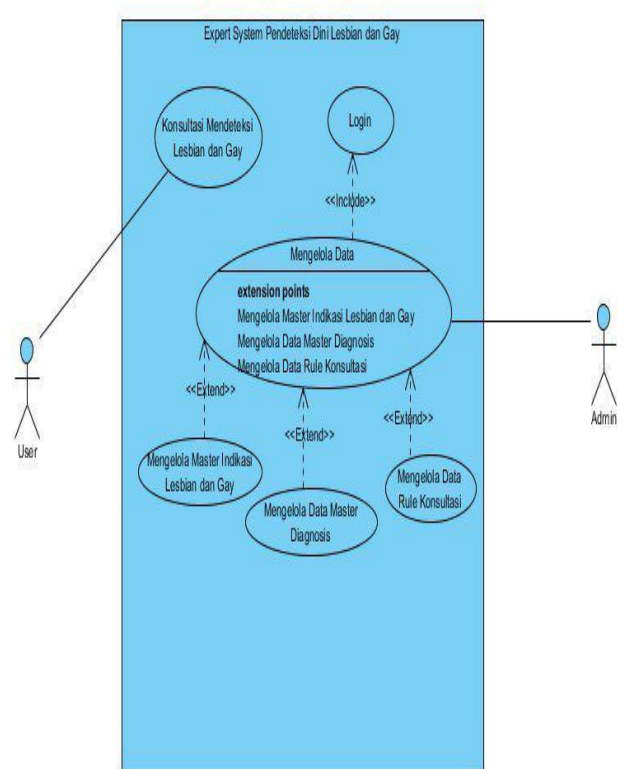 Expert System Pendeteksi Dini Lesbian dan Gay
Konsultasi Mendeteksi
Lesbian dan Gay
Login
<<Include>>
Mengelola Data
extension points
Mengelola Master Indikasi Lesbian dan Gay
Mengelola Data Master Diagnosis
Mengelola Data Rule Konsultasi
User
Admin
<<Extend>>
<<Extend>>
<<Extend>>
Mengelola Master Indikasi
Lesbian dan Gay
Mengelola Data Master
Diagnosis
Mengelola Data
Rule Konsultasi